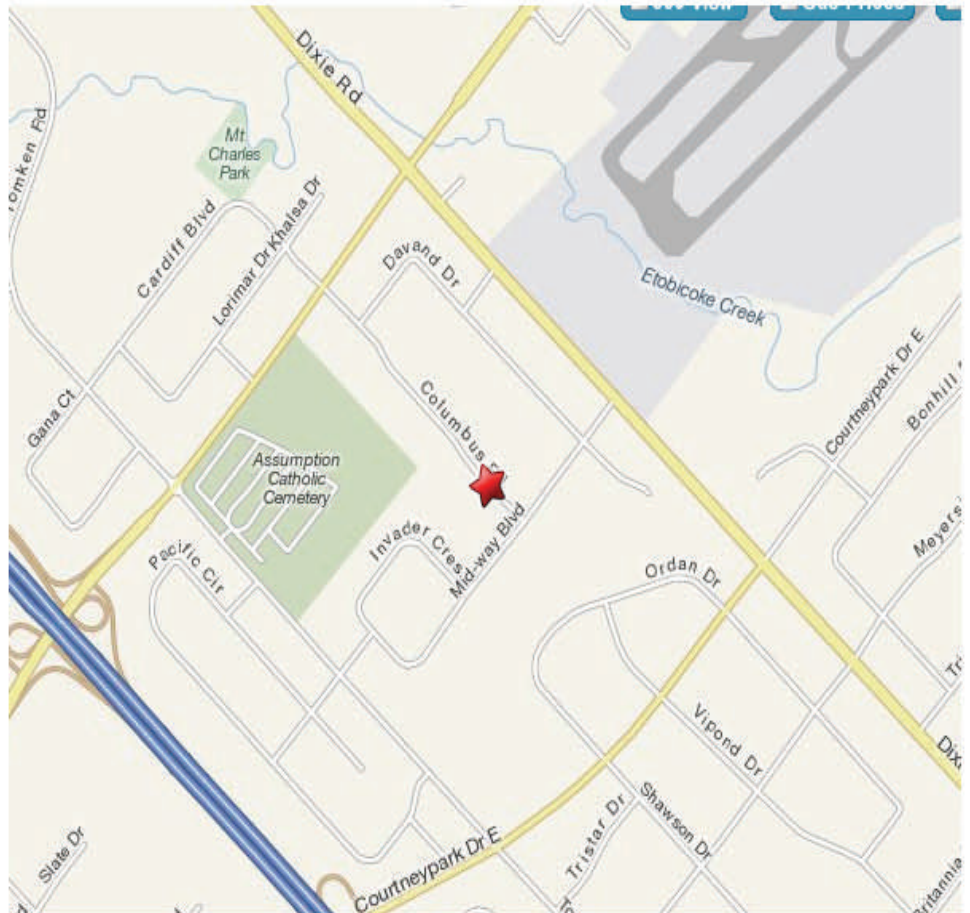 Dixie Rd
Mt
Charles
Park
Cardiff Blvd
Lorimar Dr
Khalsa Dr
Davand Dr
Etobicoke Creek
Columbus
Gana Ct
Assumption
Catholic
Cemetery
Courtneypark Dr E
Invader Cres
Mid-way Blvd
Pacific Cir
Ordan Dr
Vipond Dr
Shawson Dr
Tristar Dr
Courtneypark Dr E
Slate Dr